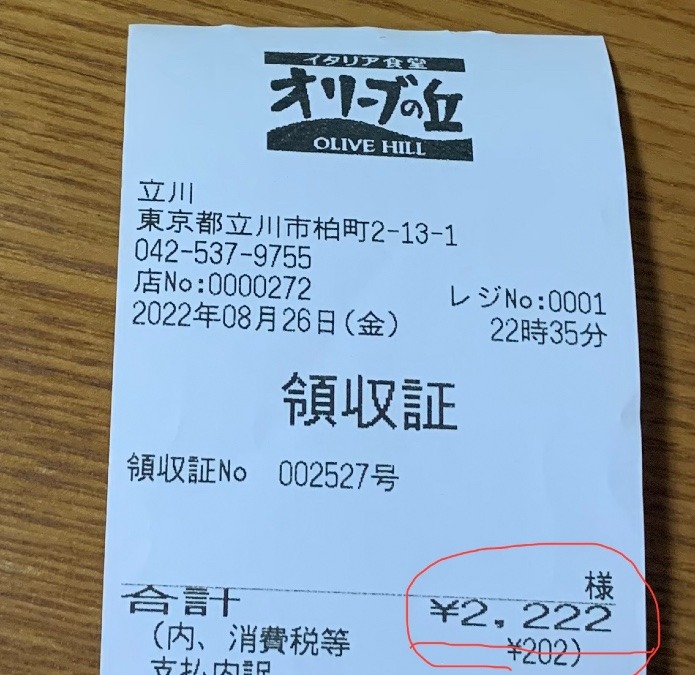 イタリア食堂
オリーブの丘
OLIVE HILL
立川
東京都立川市柏町2-13-1
042-537-9755
店No:0000272 レジNo:0001
2022年08月26日(金) 22時35分
領収証
領収証No 002527号
様
合計 ¥2,222
(内、消費税等 ¥202)
支払内訳